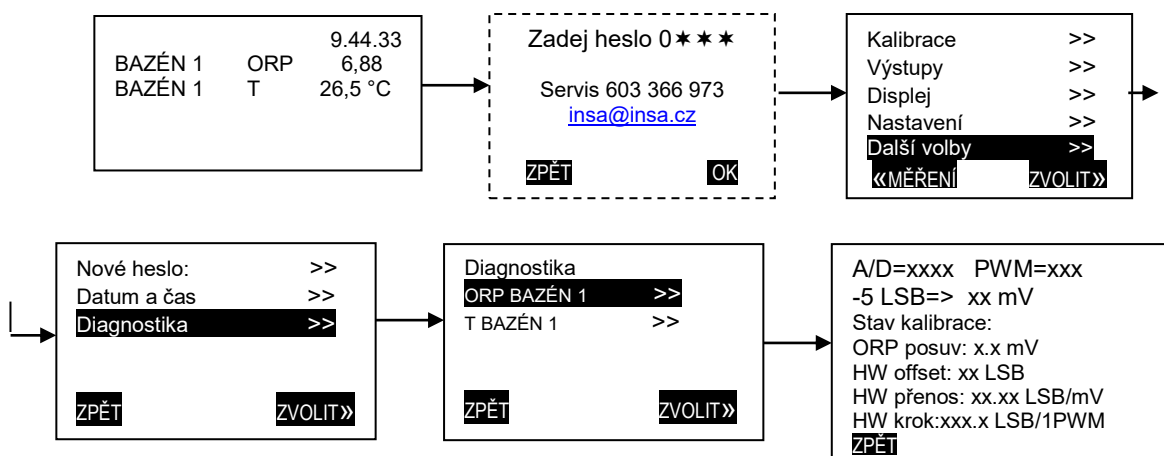 9.44.33
BAZÉN 1 ORP 6,88
BAZÉN 1 T 26,5 °C
Zadej heslo 0✶✶✶
Servis 603 366 973
insa@insa.cz
ZPĚT OK
Kalibrace >>
Výstupy >>
Displej >>
Nastavení >>
Další volby >>
«MĚŘENÍ ZVOLIT»
Nové heslo: >>
Datum a čas >>
Diagnostika >>
ZPĚT ZVOLIT»
Diagnostika
ORP BAZÉN 1 >>
T BAZÉN 1 >>
ZPĚT ZVOLIT»
A/D=xxxx PWM=xxx
-5 LSB=> xx mV
Stav kalibrace:
ORP posuv: x.x mV
HW offset: xx LSB
HW přenos: xx.xx LSB/mV
HW krok:xxx.x LSB/1PWM
ZPĚT